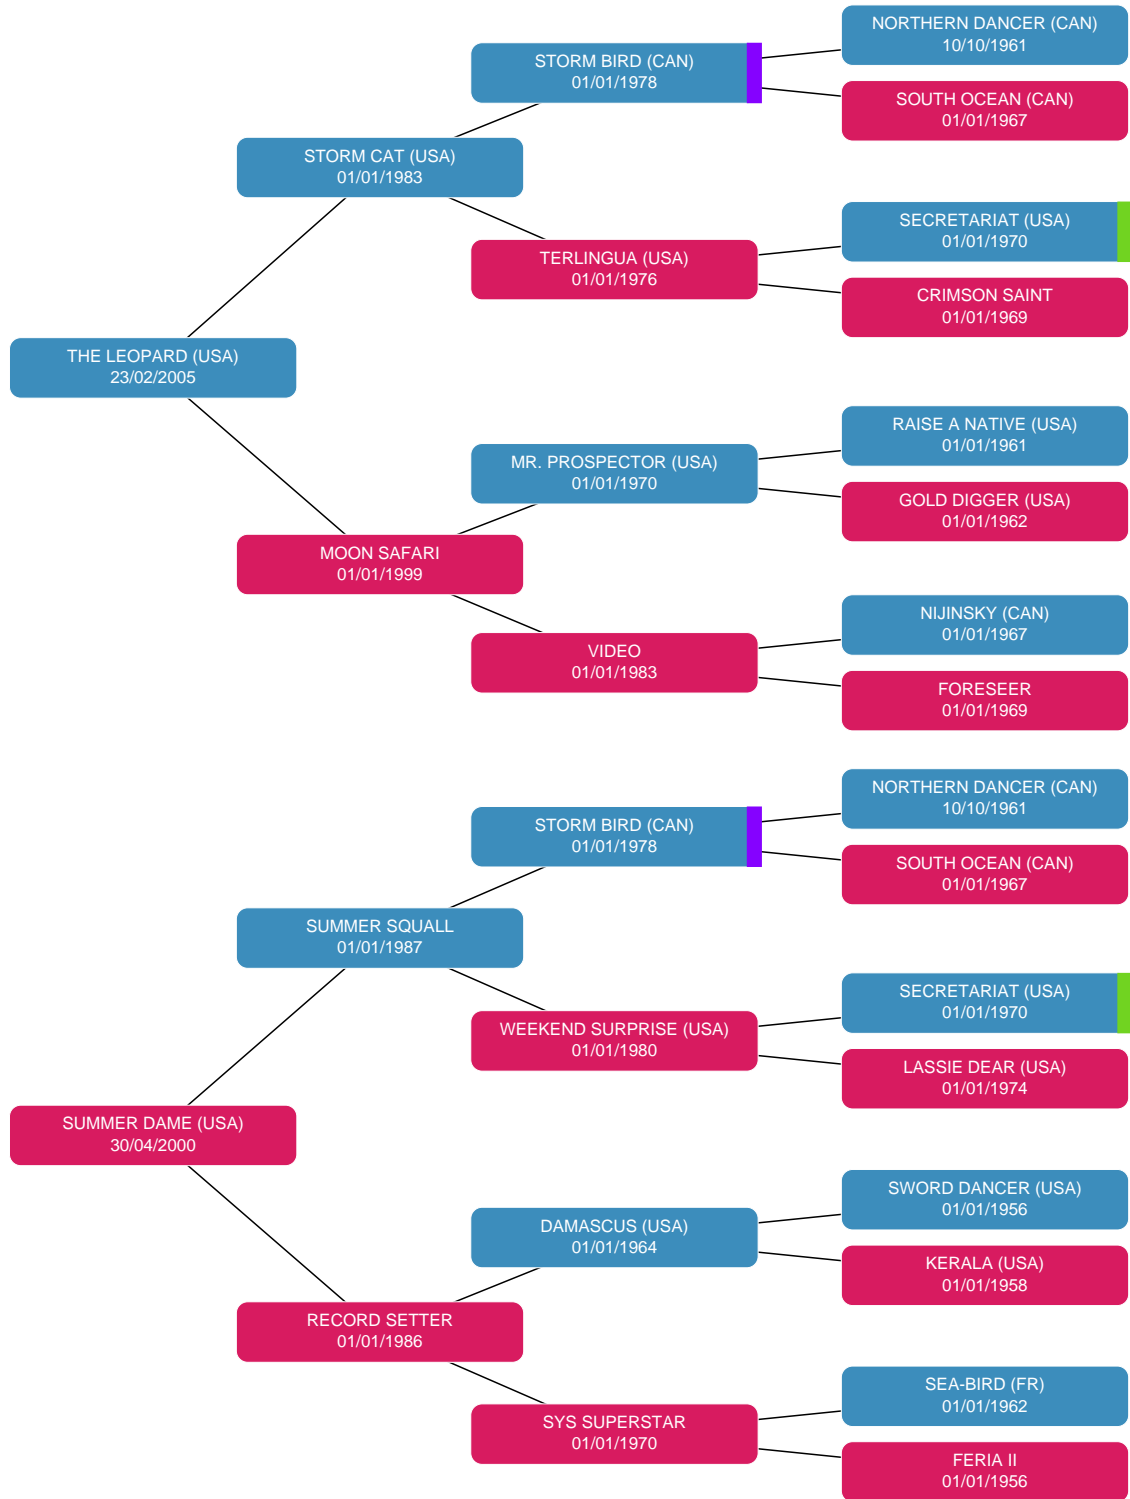 NORTHERN DANCER (CAN)
10/10/1961
STORM BIRD (CAN)
01/01/1978
SOUTH OCEAN (CAN)
01/01/1967
STORM CAT (USA)
01/01/1983
SECRETARIAT (USA)
01/01/1970
TERLINGUA (USA)
01/01/1976
CRIMSON SAINT
01/01/1969
THE LEOPARD (USA)
23/02/2005
RAISE A NATIVE (USA)
01/01/1961
MR. PROSPECTOR (USA)
01/01/1970
GOLD DIGGER (USA)
01/01/1962
MOON SAFARI
01/01/1999
NIJINSKY (CAN)
01/01/1967
VIDEO
01/01/1983
FORESEER
01/01/1969
NORTHERN DANCER (CAN)
10/10/1961
STORM BIRD (CAN)
01/01/1978
SOUTH OCEAN (CAN)
01/01/1967
SUMMER SQUALL
01/01/1987
SECRETARIAT (USA)
01/01/1970
WEEKEND SURPRISE (USA)
01/01/1980
LASSIE DEAR (USA)
01/01/1974
SUMMER DAME (USA)
30/04/2000
SWORD DANCER (USA)
01/01/1956
DAMASCUS (USA)
01/01/1964
KERALA (USA)
01/01/1958
RECORD SETTER
01/01/1986
SEA-BIRD (FR)
01/01/1962
SYS SUPERSTAR
01/01/1970
FERIA II
01/01/1956